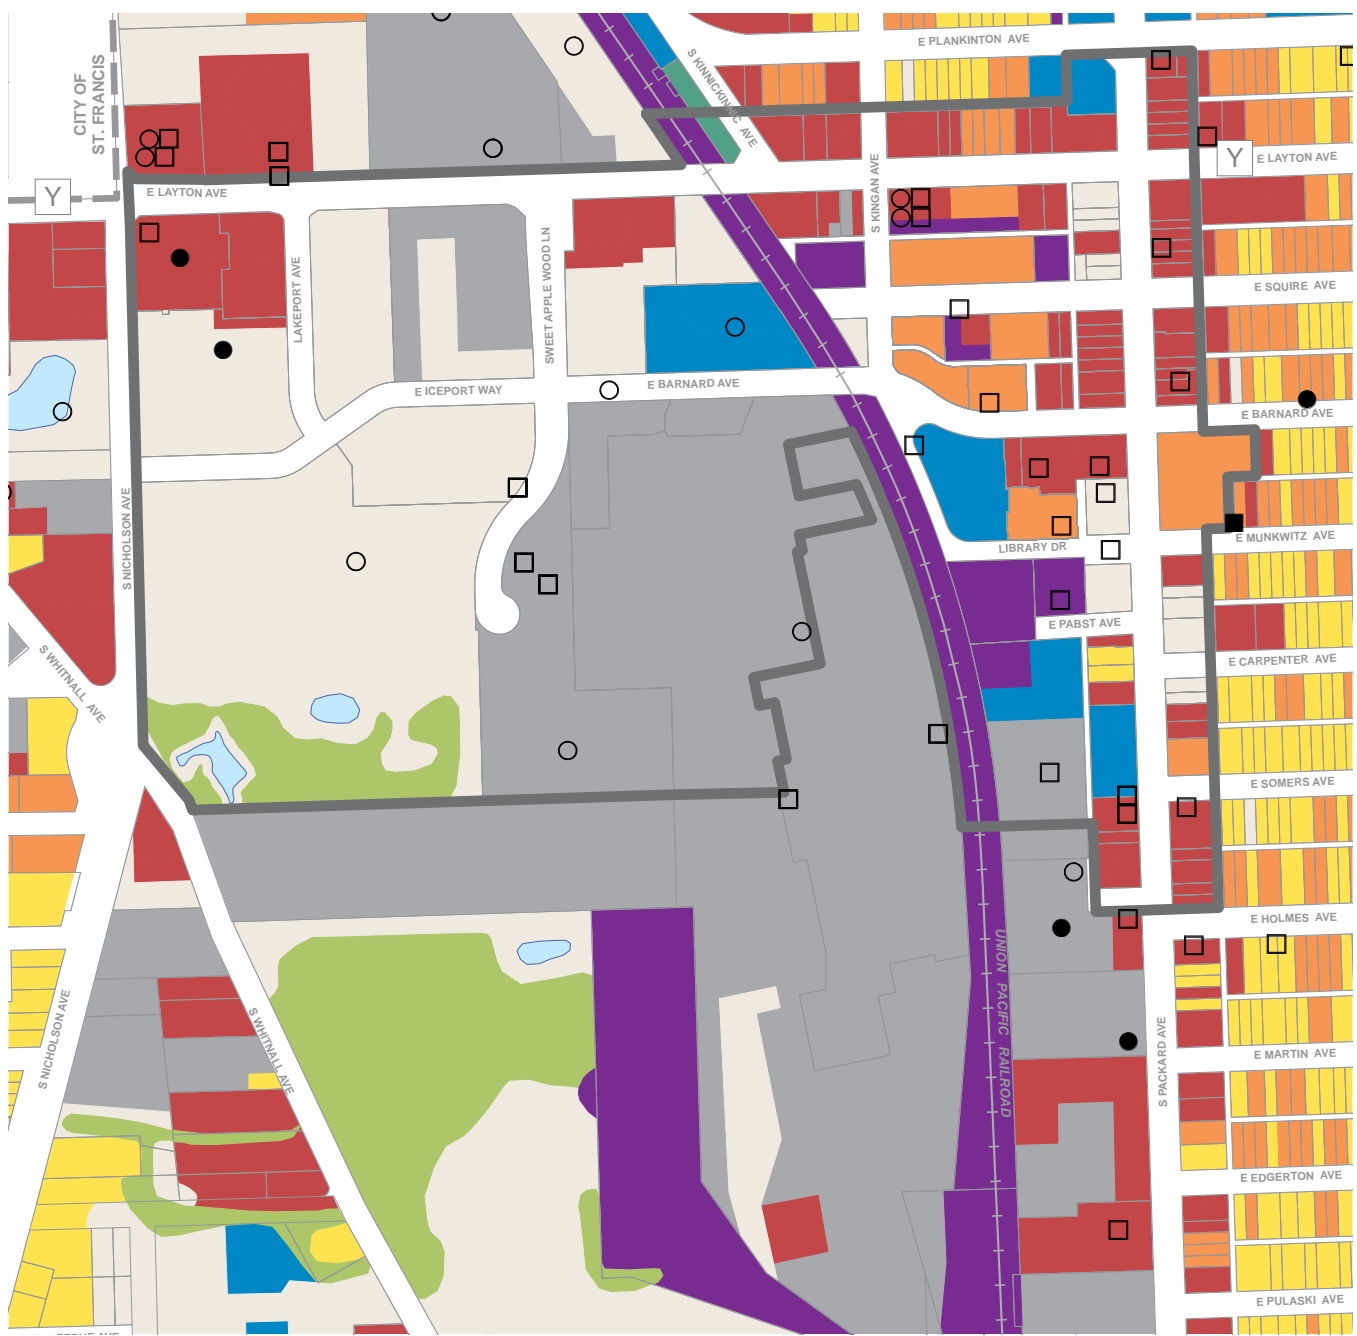 E PLANKINTON AVE
S KINNICKINNIC AVE
CITY OF
ST. FRANCIS
Y
E LAYTON AVE
Y
E LAYTON AVE
S KINGAN AVE
LAKEPORT AVE
SWEET APPLE WOOD LN
E SQUIRE AVE
E ICEPORT WAY
E BARNARD AVE
E BARNARD AVE
S NICHOLSON AVE
LIBRARY DR
E MUNKWITZ AVE
E PABST AVE
S WHITNALL AVE
E CARPENTER AVE
E SOMERS AVE
E HOLMES AVE
UNION PACIFIC RAILROAD
S NICHOLSON AVE
S WHITNALL AVE
S PACKARD AVE
E MARTIN AVE
E EDGERTON AVE
E PULASKI AVE